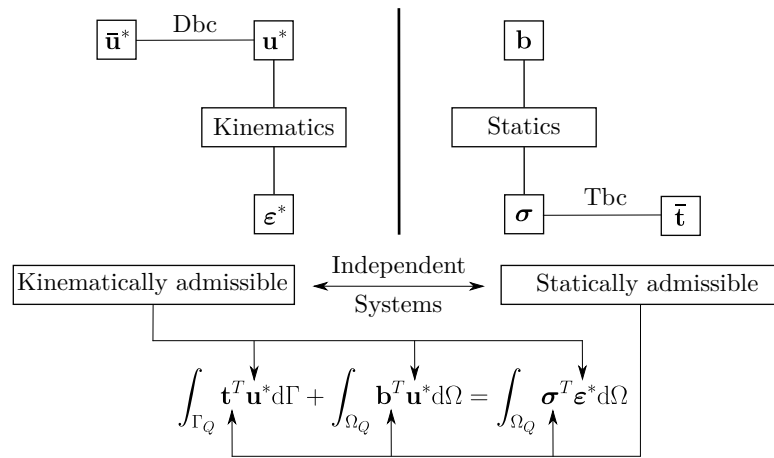 ū* Dbc u*
b
Kinematics
Statics
ε*
σ Tbc t̄
Kinematically admissible
Independent
Systems
Statically admissible
∫_{Γ_Q} t^T u* dΓ + ∫_{Ω_Q} b^T u* dΩ = ∫_{Ω_Q} σ^T ε* dΩ